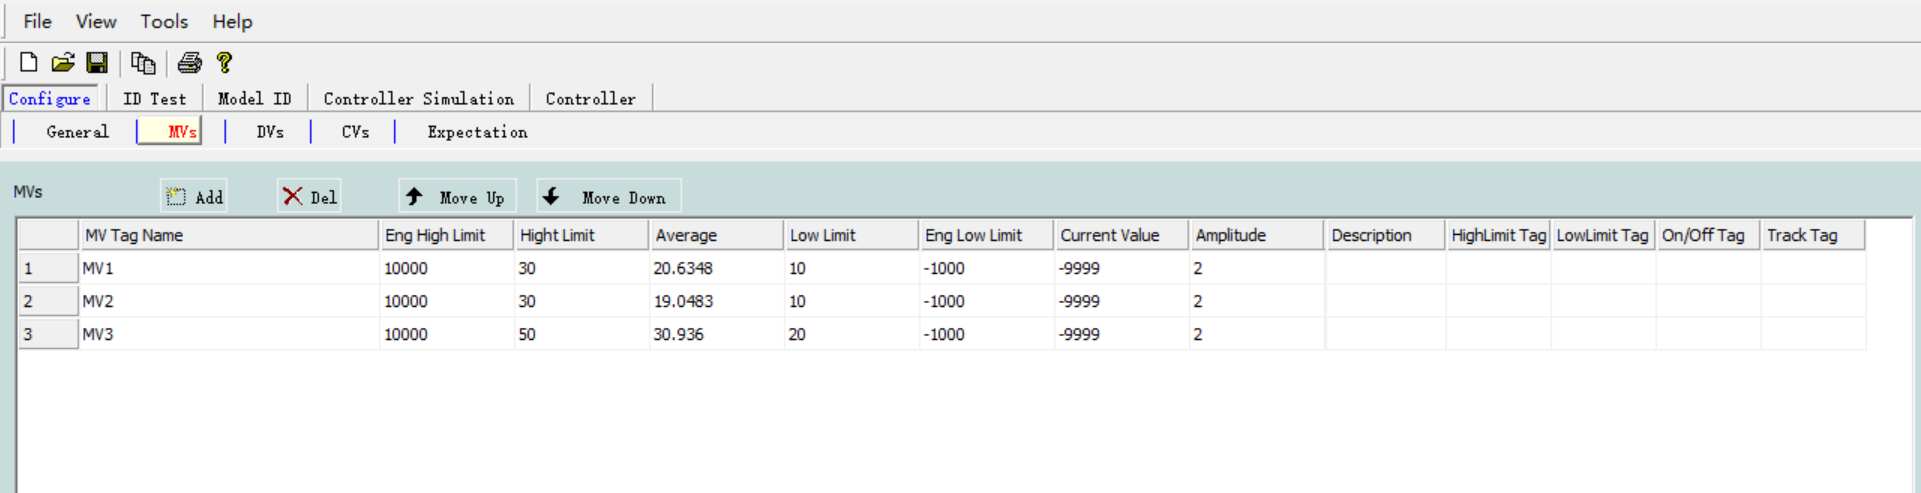 File View Tools Help
Configure ID Test Model ID Controller Simulation Controller
General MVs DVs CVs Expectation
MVs Add Del Move Up Move Down
MV Tag Name Eng High Limit Hight Limit Average Low Limit Eng Low Limit Current Value Amplitude Description HighLimit Tag LowLimit Tag On/Off Tag Track Tag
1 MV1 10000 30 20.6348 10 -1000 -9999 2
2 MV2 10000 30 19.0483 10 -1000 -9999 2
3 MV3 10000 50 30.936 20 -1000 -9999 2